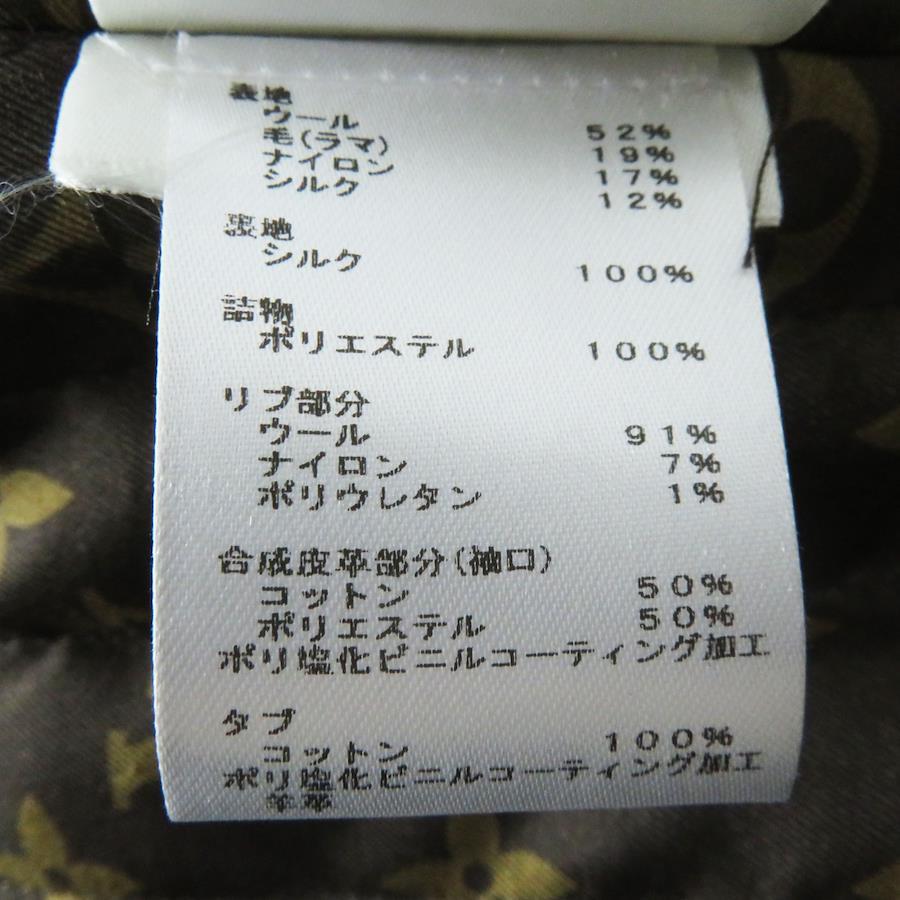 表地
ウール 52%
毛(ラマ) 19%
ナイロン 17%
シルク 12%
裏地
シルク 100%
詰物
ポリエステル 100%
リブ部分
ウール 91%
ナイロン 7%
ポリウレタン 1%
合成皮革部分(袖口)
コットン 50%
ポリエステル 50%
ポリ塩化ビニルコーティング加工
タブ
コットン 100%
ポリ塩化ビニルコーティング加工
羊革